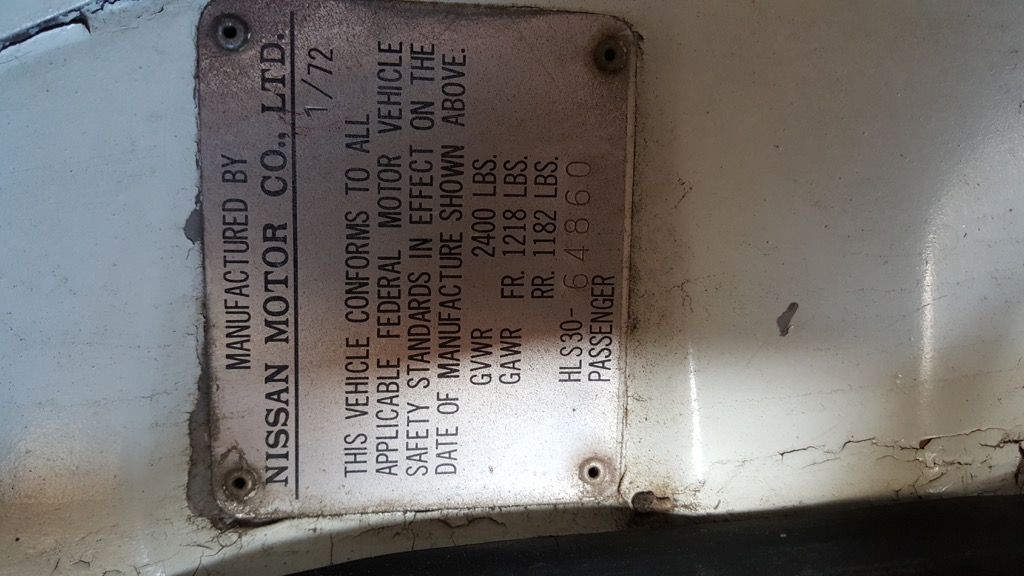 MANUFACTURED BY
NISSAN MOTOR CO., LTD.
1/72
THIS VEHICLE CONFORMS TO ALL
APPLICABLE FEDERAL MOTOR VEHICLE
SAFETY STANDARDS IN EFFECT ON THE
DATE OF MANUFACTURE SHOWN ABOVE.
GVWR 2400 LBS.
GAWR FR. 1218 LBS.
RR. 1182 LBS.
HLS30- 64860
PASSENGER